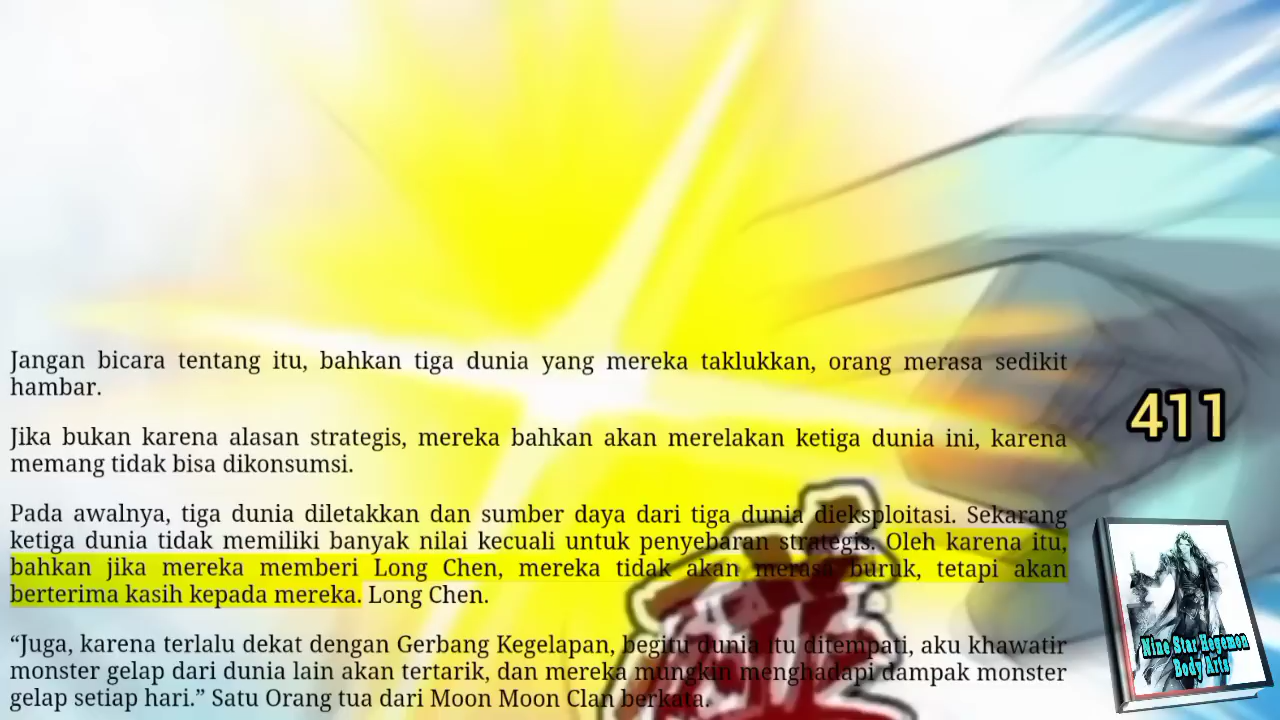 Jangan bicara tentang itu, bahkan tiga dunia yang mereka taklukkan, orang merasa sedikit
hambar.
Jika bukan karena alasan strategis, mereka bahkan akan merelakan ketiga dunia ini, karena
memang tidak bisa dikonsumsi.
Pada awalnya, tiga dunia diletakkan dan sumber daya dari tiga dunia dieksploitasi. Sekarang
ketiga dunia tidak memiliki banyak nilai kecuali untuk penyebaran strategis. Oleh karena itu,
bahkan jika mereka memberi Long Chen, mereka tidak akan merasa buruk, tetapi akan
berterima kasih kepada mereka. Long Chen.
“Juga, karena terlalu dekat dengan Gerbang Kegelapan, begitu dunia itu ditempati, aku khawatir
monster gelap dari dunia lain akan tertarik, dan mereka mungkin menghadapi dampak monster
gelap setiap hari.” Satu Orang tua dari Moon Moon Clan berkata.
411
Nine Star Hegemon
Body Arts